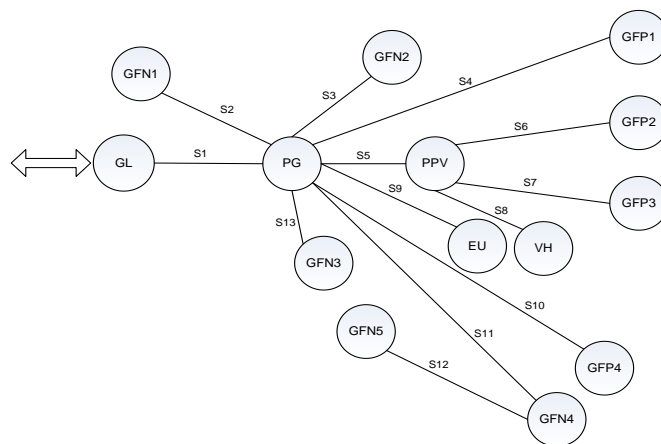 GFP1
GFN2
GFN1
S4
S3
S2
S6
GFP2
S1
S5
GL
PG
PPV
S7
S9
S8
GFP3
S13
EU
VH
GFN3
S10
GFN5
S11
S12
GFP4
GFN4